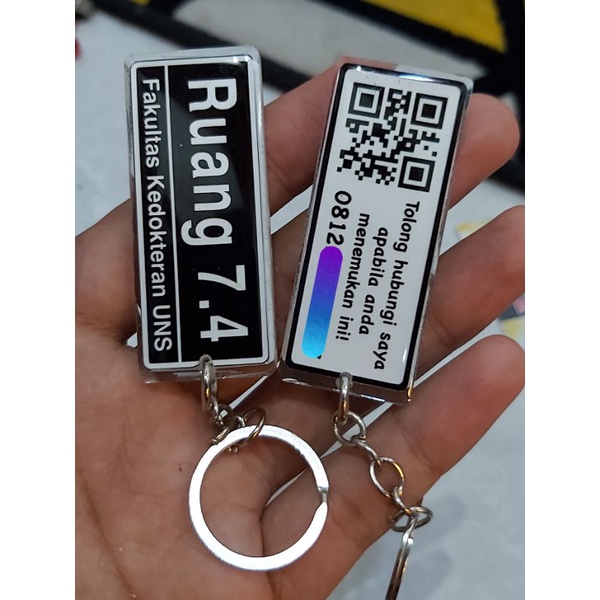 Ruang 7.4
Fakultas Kedokteran UNS
Tolong hubungi saya
apabila anda
menemukan ini!
0812